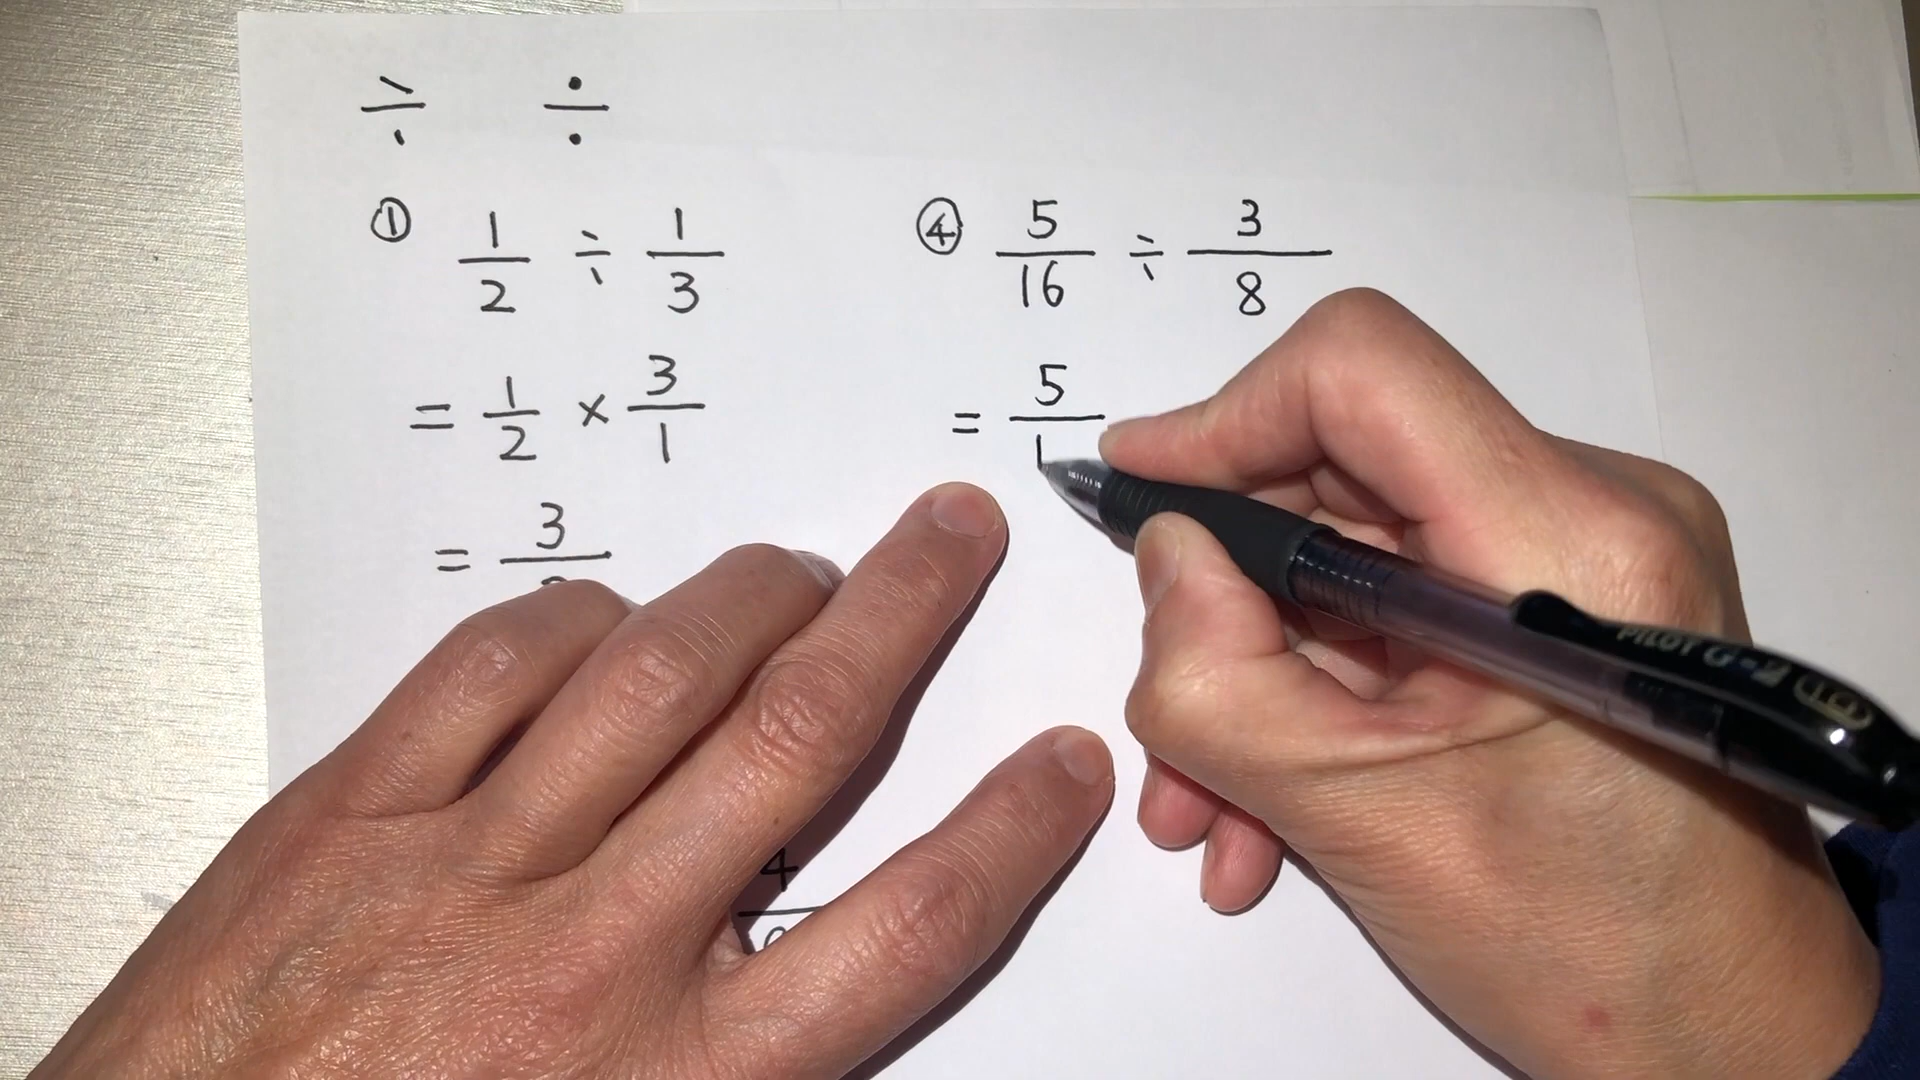 ÷ ÷
① 1/2 ÷ 1/3
= 1/2 × 3/1
= 3/
4/
④ 5/16 ÷ 3/8
= 5/1
PILOT G-2 10